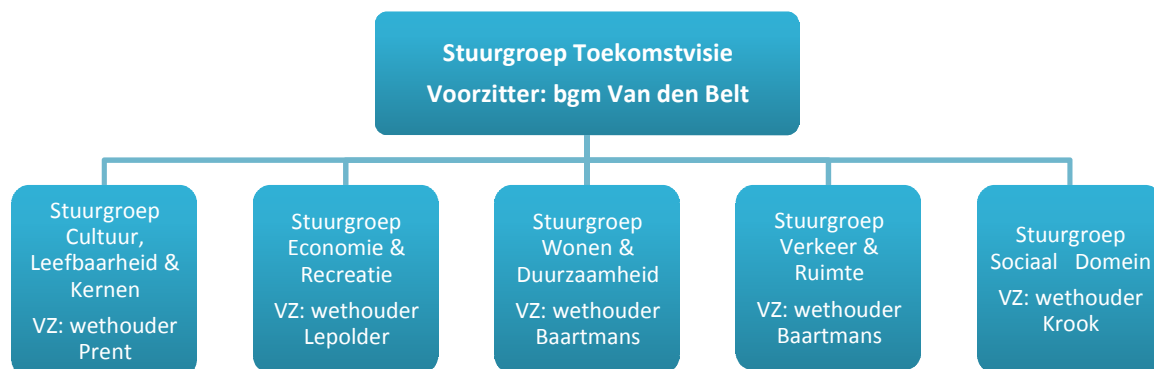 Stuurgroep Toekomstvisie
Voorzitter: bgm Van den Belt
Stuurgroep
Cultuur,
Leefbaarheid &
Kernen
VZ: wethouder
Prent
Stuurgroep
Economie &
Recreatie
VZ: wethouder
Lepolder
Stuurgroep
Wonen &
Duurzaamheid
VZ: wethouder
Baartmans
Stuurgroep
Verkeer &
Ruimte
VZ: wethouder
Baartmans
Stuurgroep
Sociaal Domein
VZ: wethouder
Krook